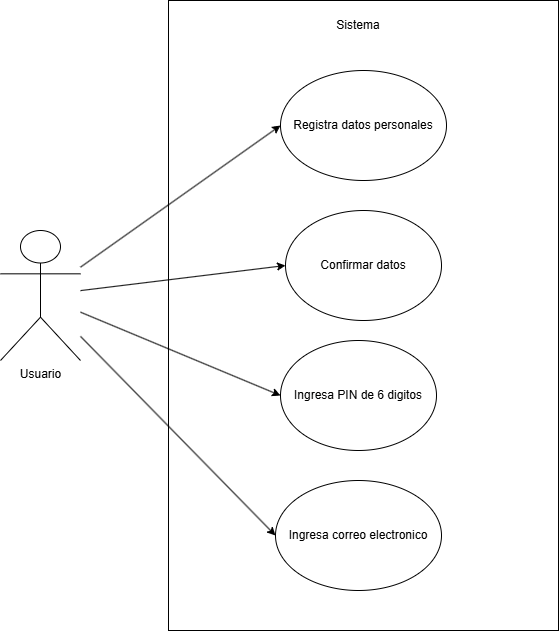 Sistema
Registra datos personales
Confirmar datos
Usuario
Ingresa PIN de 6 digitos
Ingresa correo electronico